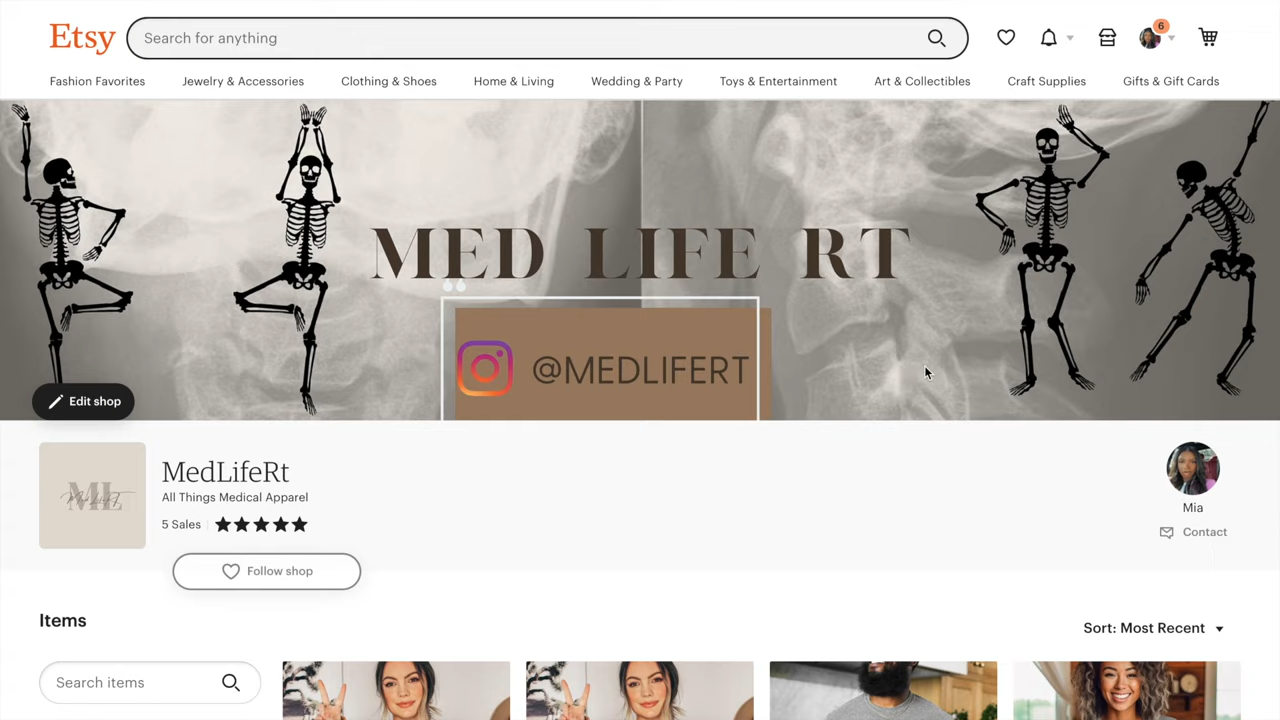 Etsy
Search for anything
6
Fashion Favorites
Jewelry & Accessories
Clothing & Shoes
Home & Living
Wedding & Party
Toys & Entertainment
Art & Collectibles
Craft Supplies
Gifts & Gift Cards
MED LIFE RT
@MEDLIFERT
Edit shop
ML
MedLifeRt
All Things Medical Apparel
5 Sales
Follow shop
Mia
Contact
Items
Sort: Most Recent
Search items